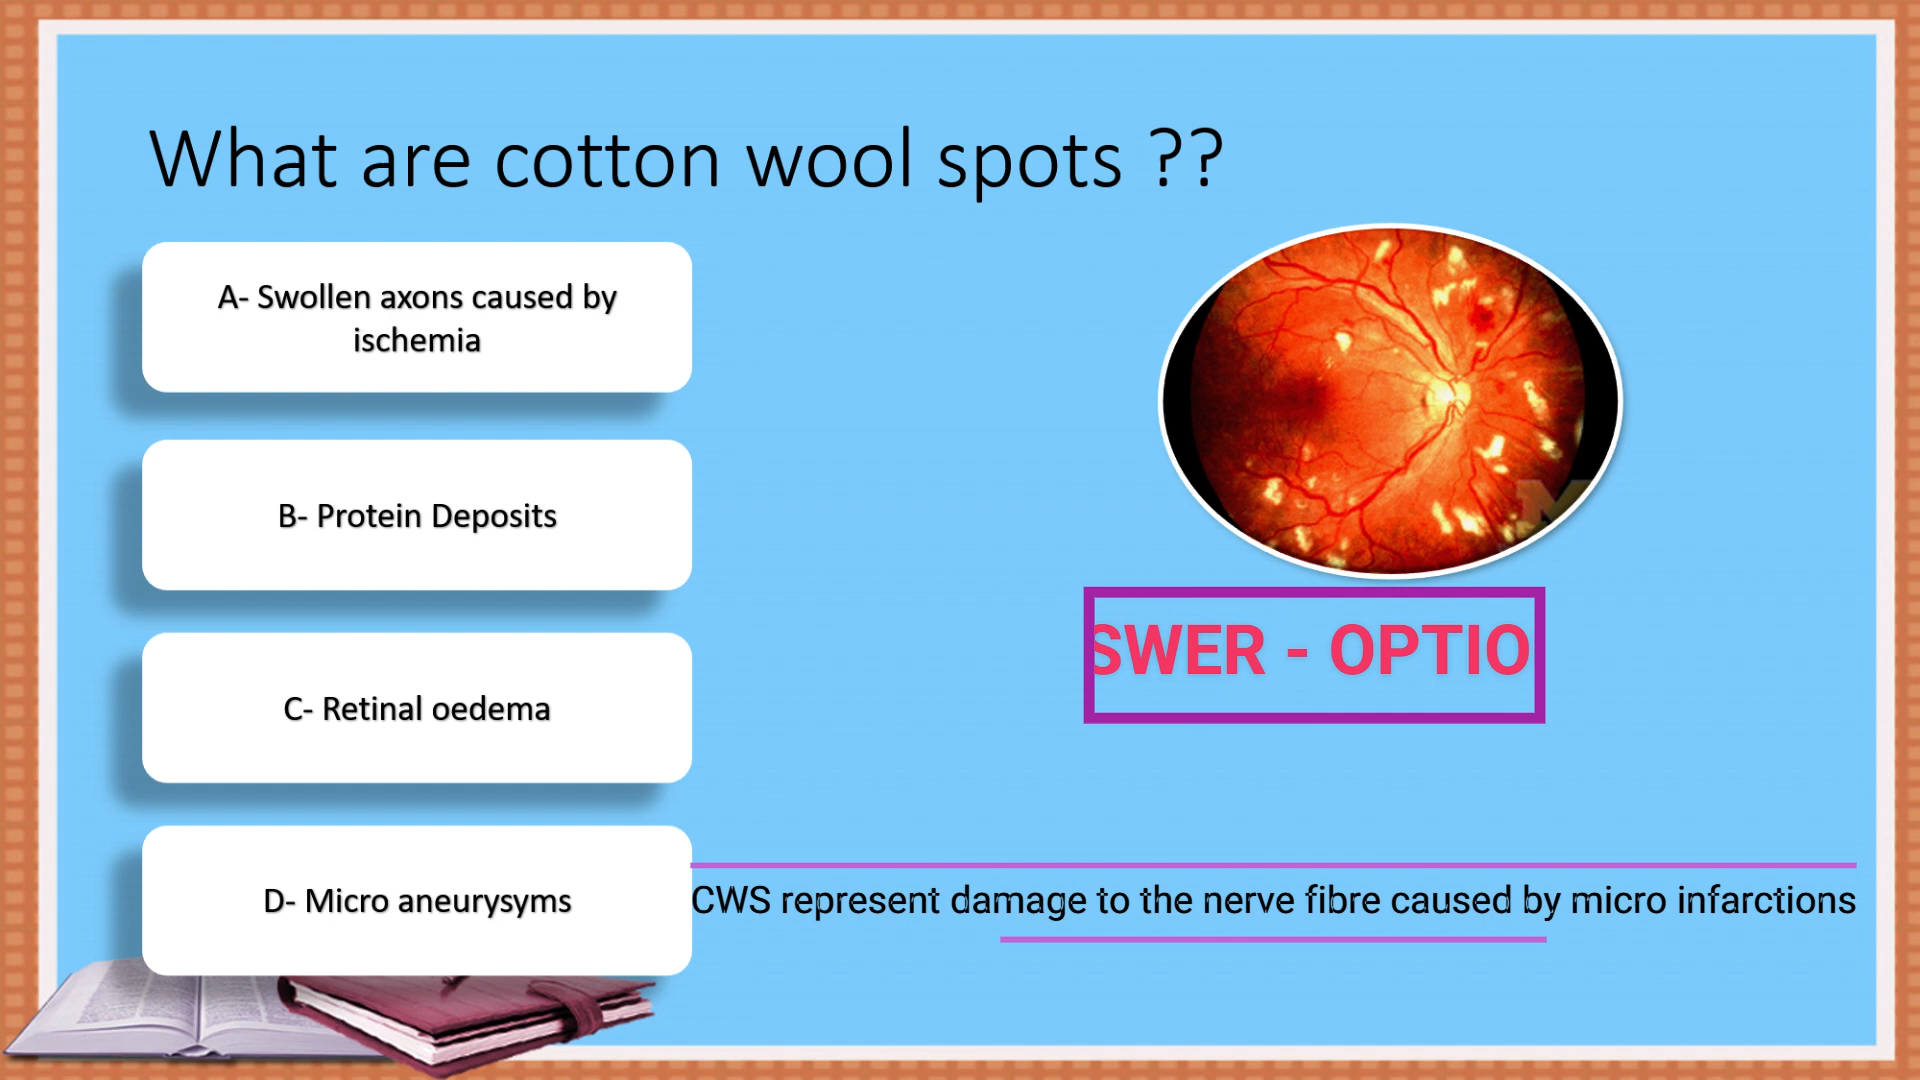 What are cotton wool spots ??
A- Swollen axons caused by
ischemia
B- Protein Deposits
C- Retinal oedema
D- Micro aneurysyms
SWER - OPTIO
CWS represent damage to the nerve fibre caused by micro infarctions